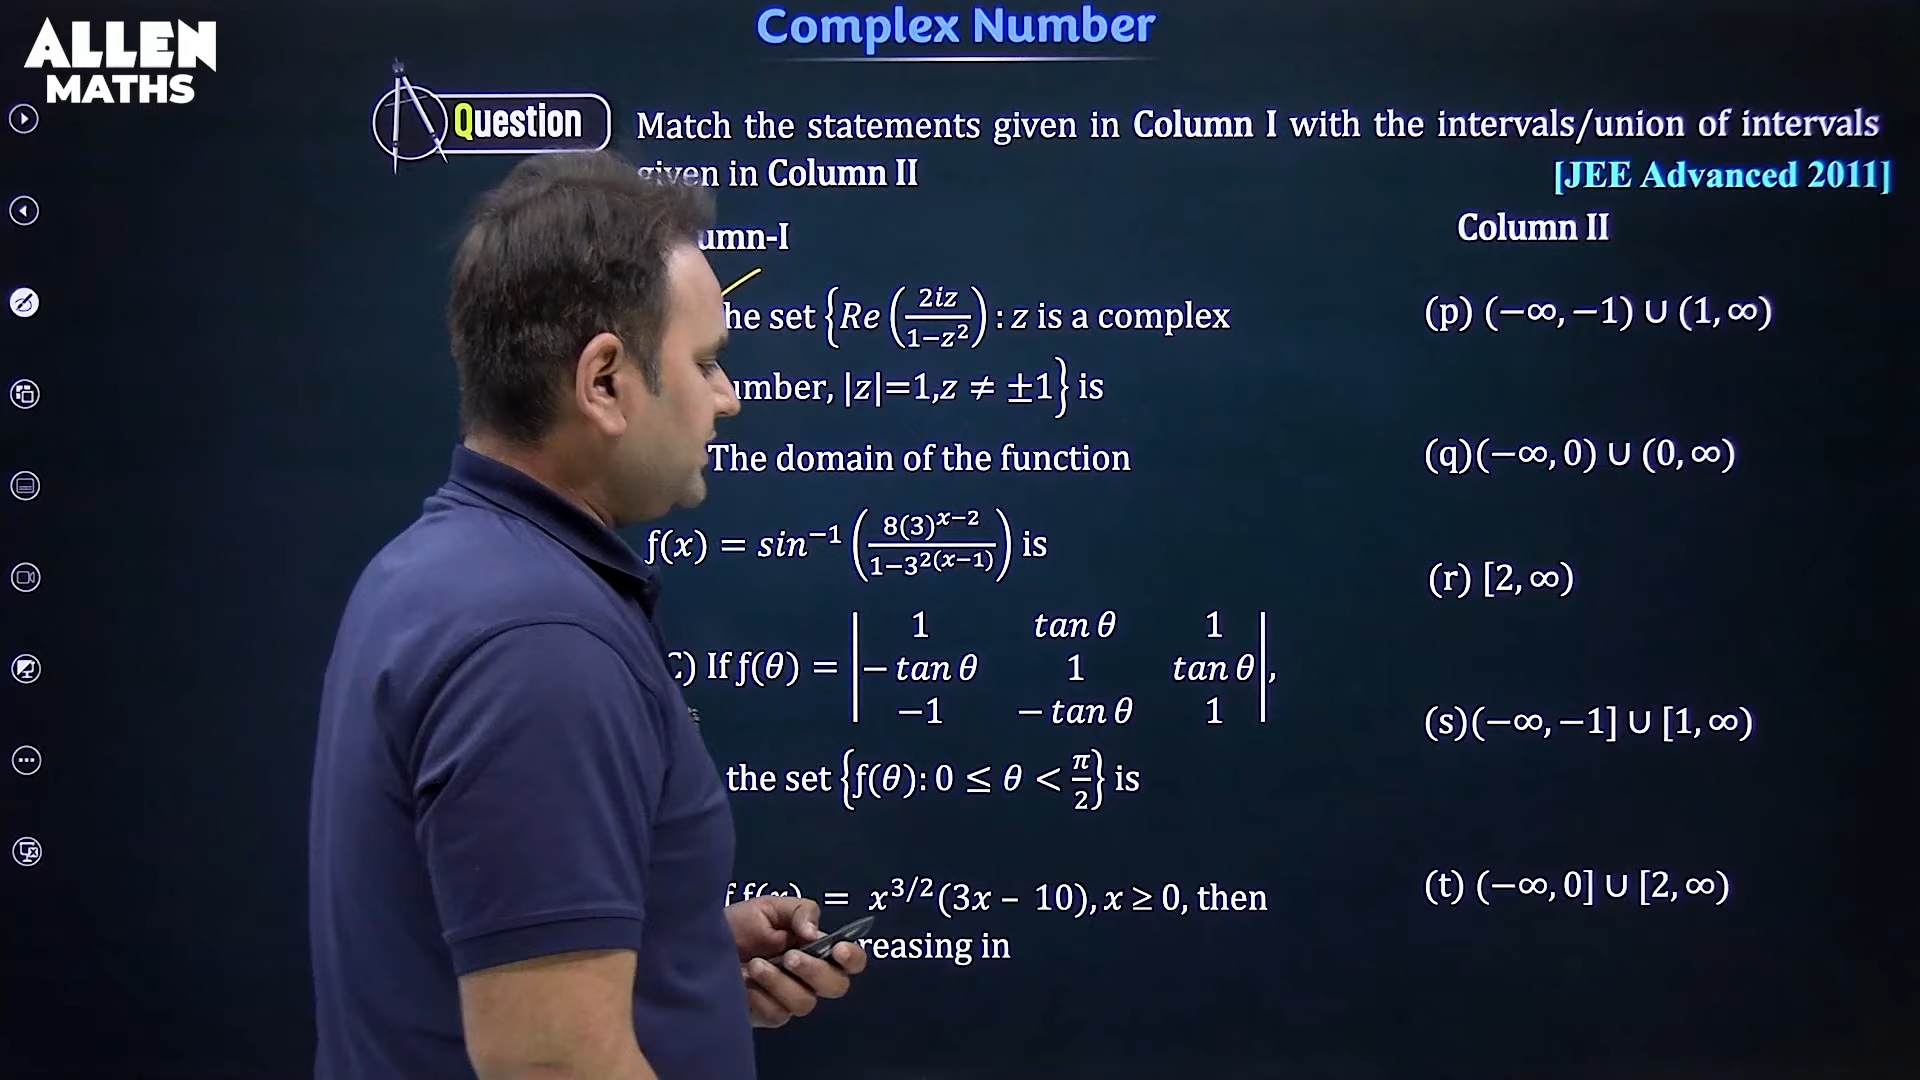 Complex Number
ALLEN
MATHS
Question
Match the statements given in Column I with the intervals/union of intervals
given in Column II
[JEE Advanced 2011]
umn-I
Column II
he set {Re (2iz/1−z²) : z is a complex
(p) (−∞, −1) ∪ (1, ∞)
umber, |z|=1,z ≠ ±1} is
The domain of the function
(q)(−∞, 0) ∪ (0, ∞)
f(x) = sin⁻¹ (8(3)ˣ⁻²/1−3²⁽ˣ⁻¹⁾) is
(r) [2, ∞)
1 tan θ 1
C) If f(θ) = |− tan θ 1 tan θ|,
−1 − tan θ 1
(s)(−∞, −1] ∪ [1, ∞)
the set {f(θ): 0 ≤ θ < π/2} is
f f(x) = x³/²(3x – 10), x ≥ 0, then
(t) (−∞, 0] ∪ [2, ∞)
reasing in